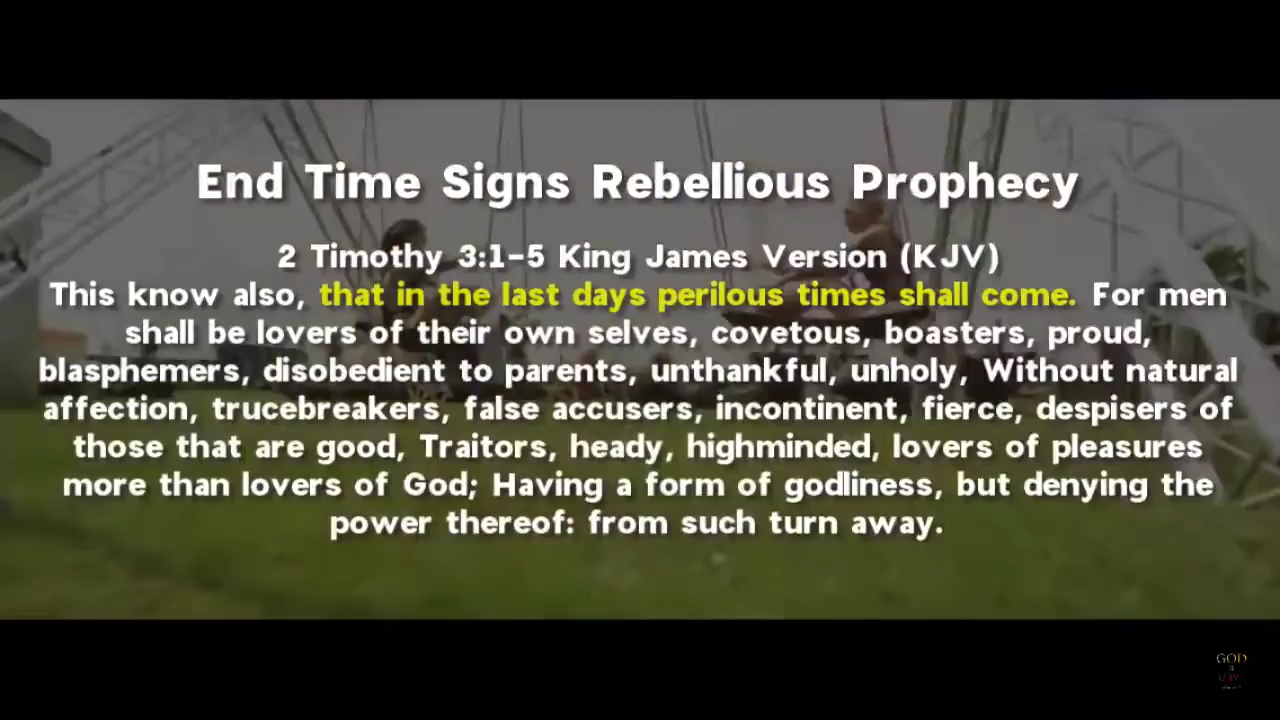 End Time Signs Rebellious Prophecy
2 Timothy 3:1-5 King James Version (KJV)
This know also, that in the last days perilous times shall come. For men
shall be lovers of their own selves, covetous, boasters, proud,
blasphemers, disobedient to parents, unthankful, unholy, Without natural
affection, trucebreakers, false accusers, incontinent, fierce, despisers of
those that are good, Traitors, heady, highminded, lovers of pleasures
more than lovers of God; Having a form of godliness, but denying the
power thereof: from such turn away.
GOD